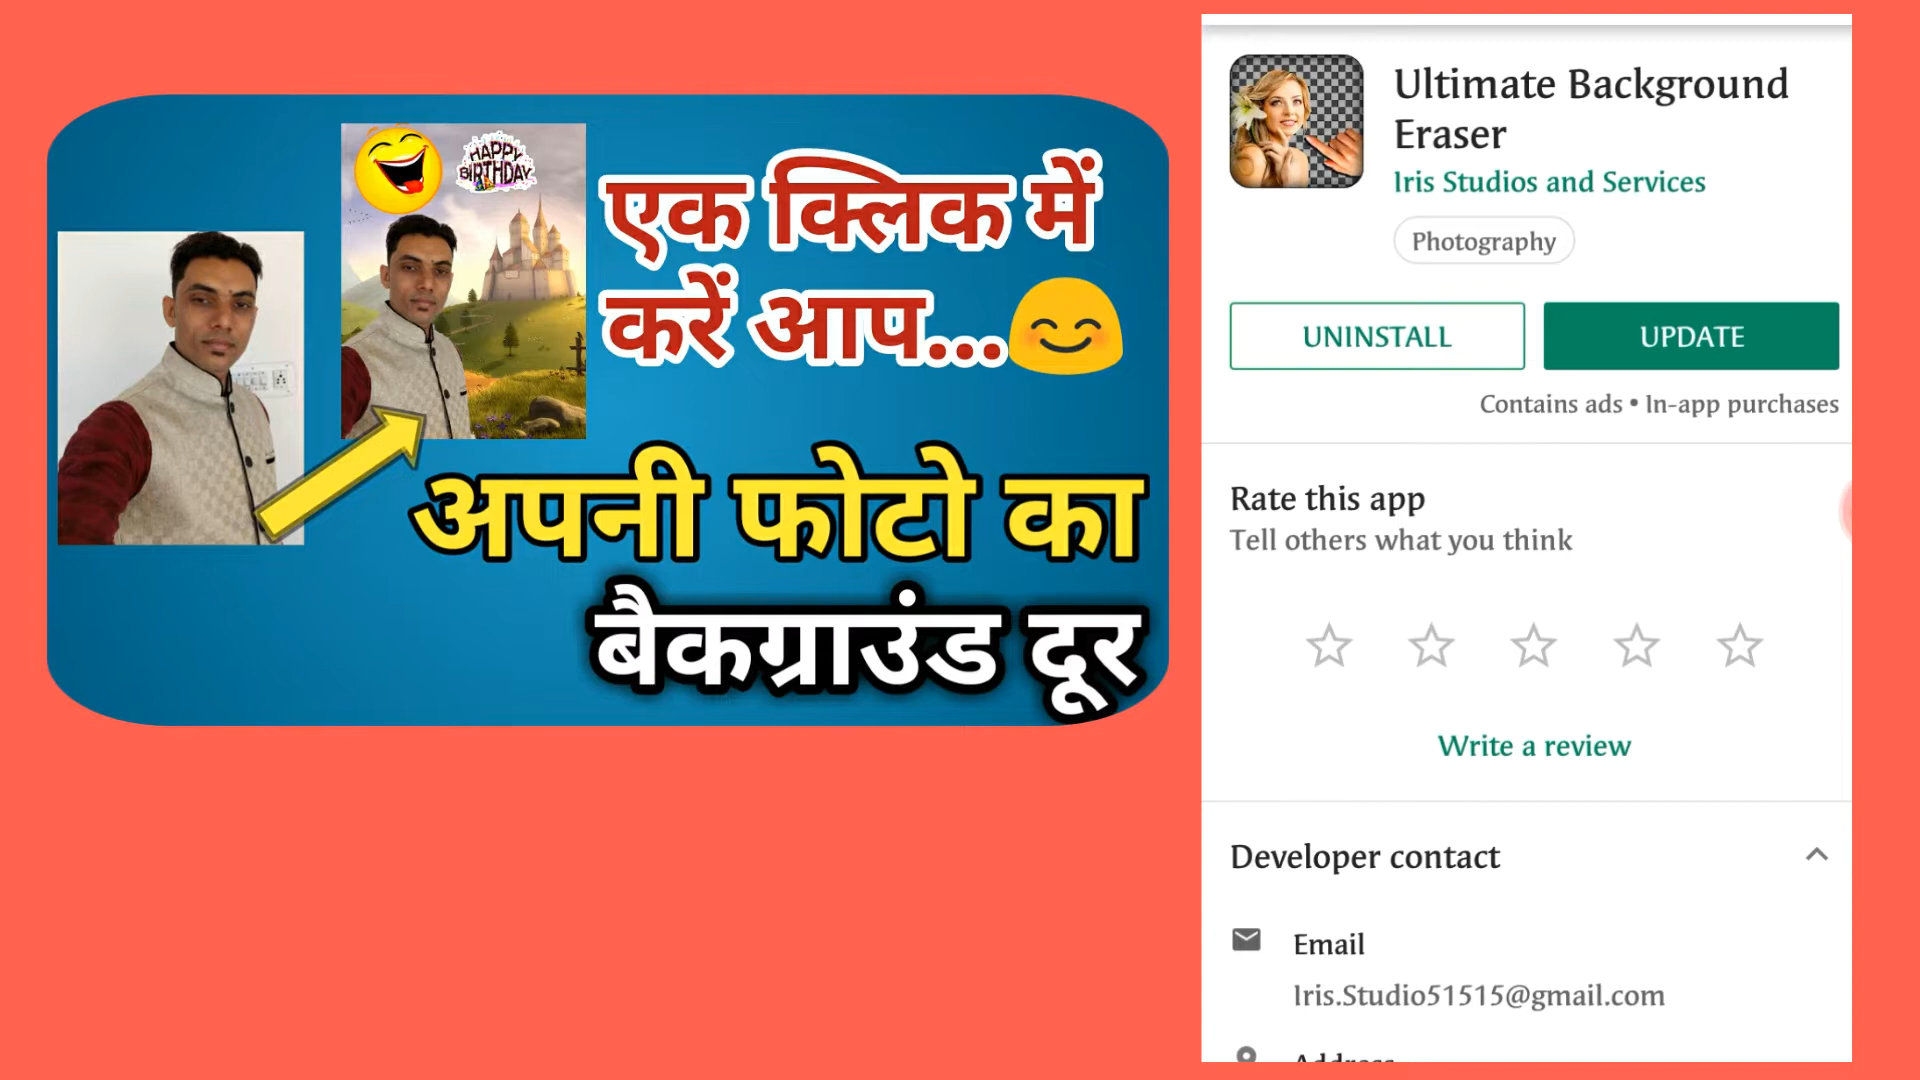 HAPPY
BIRTHDAY
एक क्लिक में
करें आप...
अपनी फोटो का
बैकग्राउंड दूर
Ultimate Background
Eraser
Iris Studios and Services
Photography
UNINSTALL
UPDATE
Contains ads • In-app purchases
Rate this app
Tell others what you think
Write a review
Developer contact
Email
Iris.Studio51515@gmail.com
Address